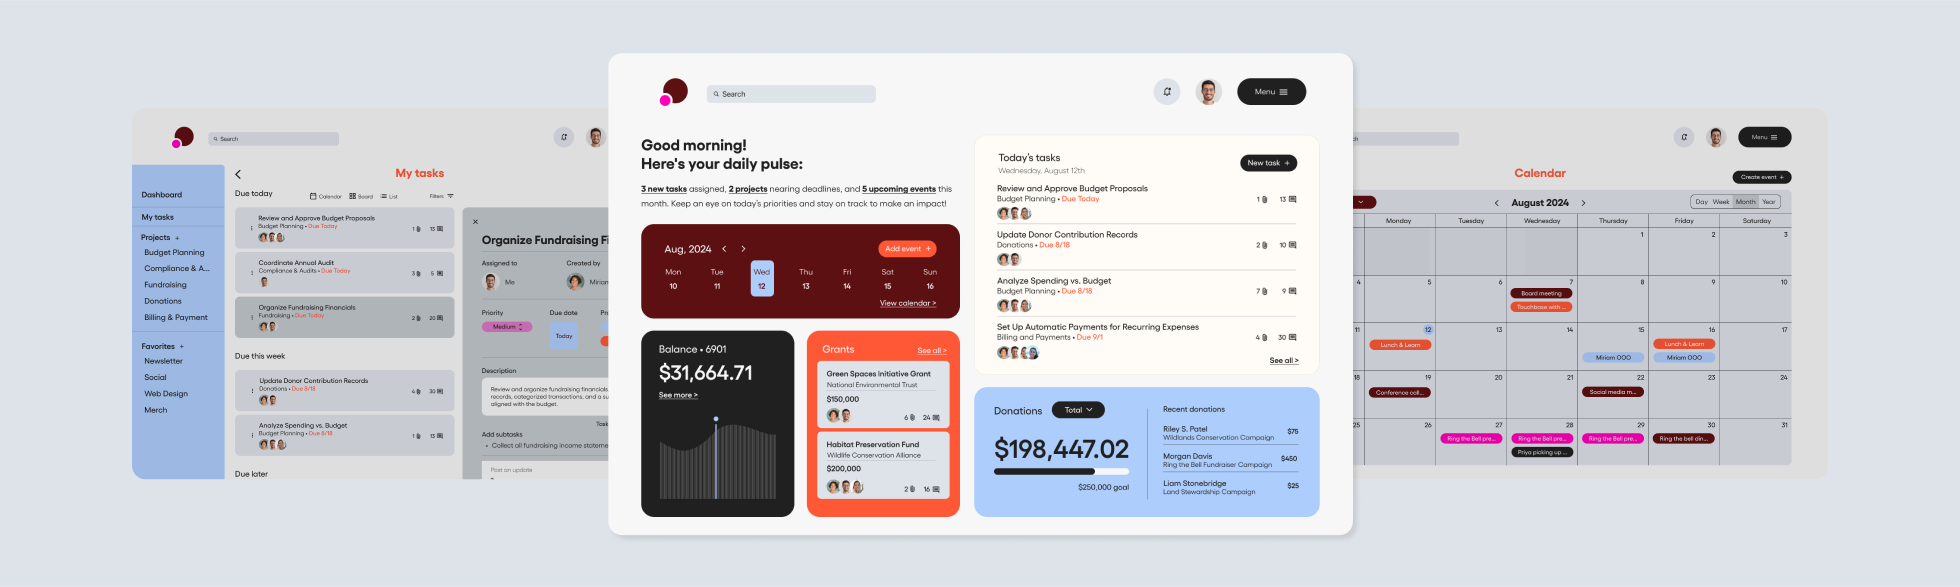 Search
My tasks
Dashboard
My tasks
Projects +
Budget Planning
Compliance & A...
Fundraising
Donations
Billing & Payment
Favorites +
Newsletter
Social
Web Design
Merch
Due today
Calendar
Board
List
Filters
Review and Approve Budget Proposals
Budget Planning • Due Today
1
13
Coordinate Annual Audit
Compliance & Audits • Due Today
3
5
Organize Fundraising Financials
Fundraising • Due Today
2
20
Due this week
Update Donor Contribution Records
Donations • Due 8/18
4
30
Analyze Spending vs. Budget
Budget Planning • Due 8/18
1
13
Due later
Organize Fundraising Fi
Assigned to
Created by
Me
Miriam
Priority
Due date
Pr
Medium
Today
Description
Review and organize fundraising financials
records, categorized transactions, and a su
aligned with the budget.
Task
Add subtasks
• Collect all fundraising income stateme
Post an update
Search
Menu
Good morning!
Here's your daily pulse:
3 new tasks assigned, 2 projects nearing deadlines, and 5 upcoming events this
month. Keep an eye on today's priorities and stay on track to make an impact!
Aug, 2024 < >
Add event +
Mon Tue Wed Thu Fri Sat Sun
10 11 12 13 14 15 16
View calendar >
Balance • 6901
$31,664.71
See more >
Grants
See all >
Green Spaces Initiative Grant
National Environmental Trust
$150,000
6
24
Habitat Preservation Fund
Wildlife Conservation Alliance
$200,000
2
16
Today's tasks
Wednesday, August 12th
New task +
Review and Approve Budget Proposals
Budget Planning • Due Today
1
13
Update Donor Contribution Records
Donations • Due 8/18
2
10
Analyze Spending vs. Budget
Budget Planning • Due 8/18
7
9
Set Up Automatic Payments for Recurring Expenses
Billing and Payments • Due 9/1
4
30
See all >
Donations
Total
$198,447.02
$250,000 goal
Recent donations
Riley S. Patel
Wildlands Conservation Campaign
$75
Morgan Davis
Ring the Bell Fundraiser Campaign
$450
Liam Stonebridge
Land Stewardship Campaign
$25
ch
Menu
Calendar
Create event +
< August 2024 >
Day Week Month Year
Monday Tuesday Wednesday Thursday Friday Saturday
1 2 3
4 5 6 7 8 9 10
Board meeting
Touchbase with ...
11 12 13 14 15 16 17
Lunch & Learn
Lunch & Learn
Miriam OOO
Miriam OOO
18 19 20 21 22 23 24
Conference call...
Social media m...
25 26 27 28 29 30 31
Ring the Bell pre...
Ring the Bell pre...
Ring the Bell pre...
Ring the bell din...
Priya picking up ...